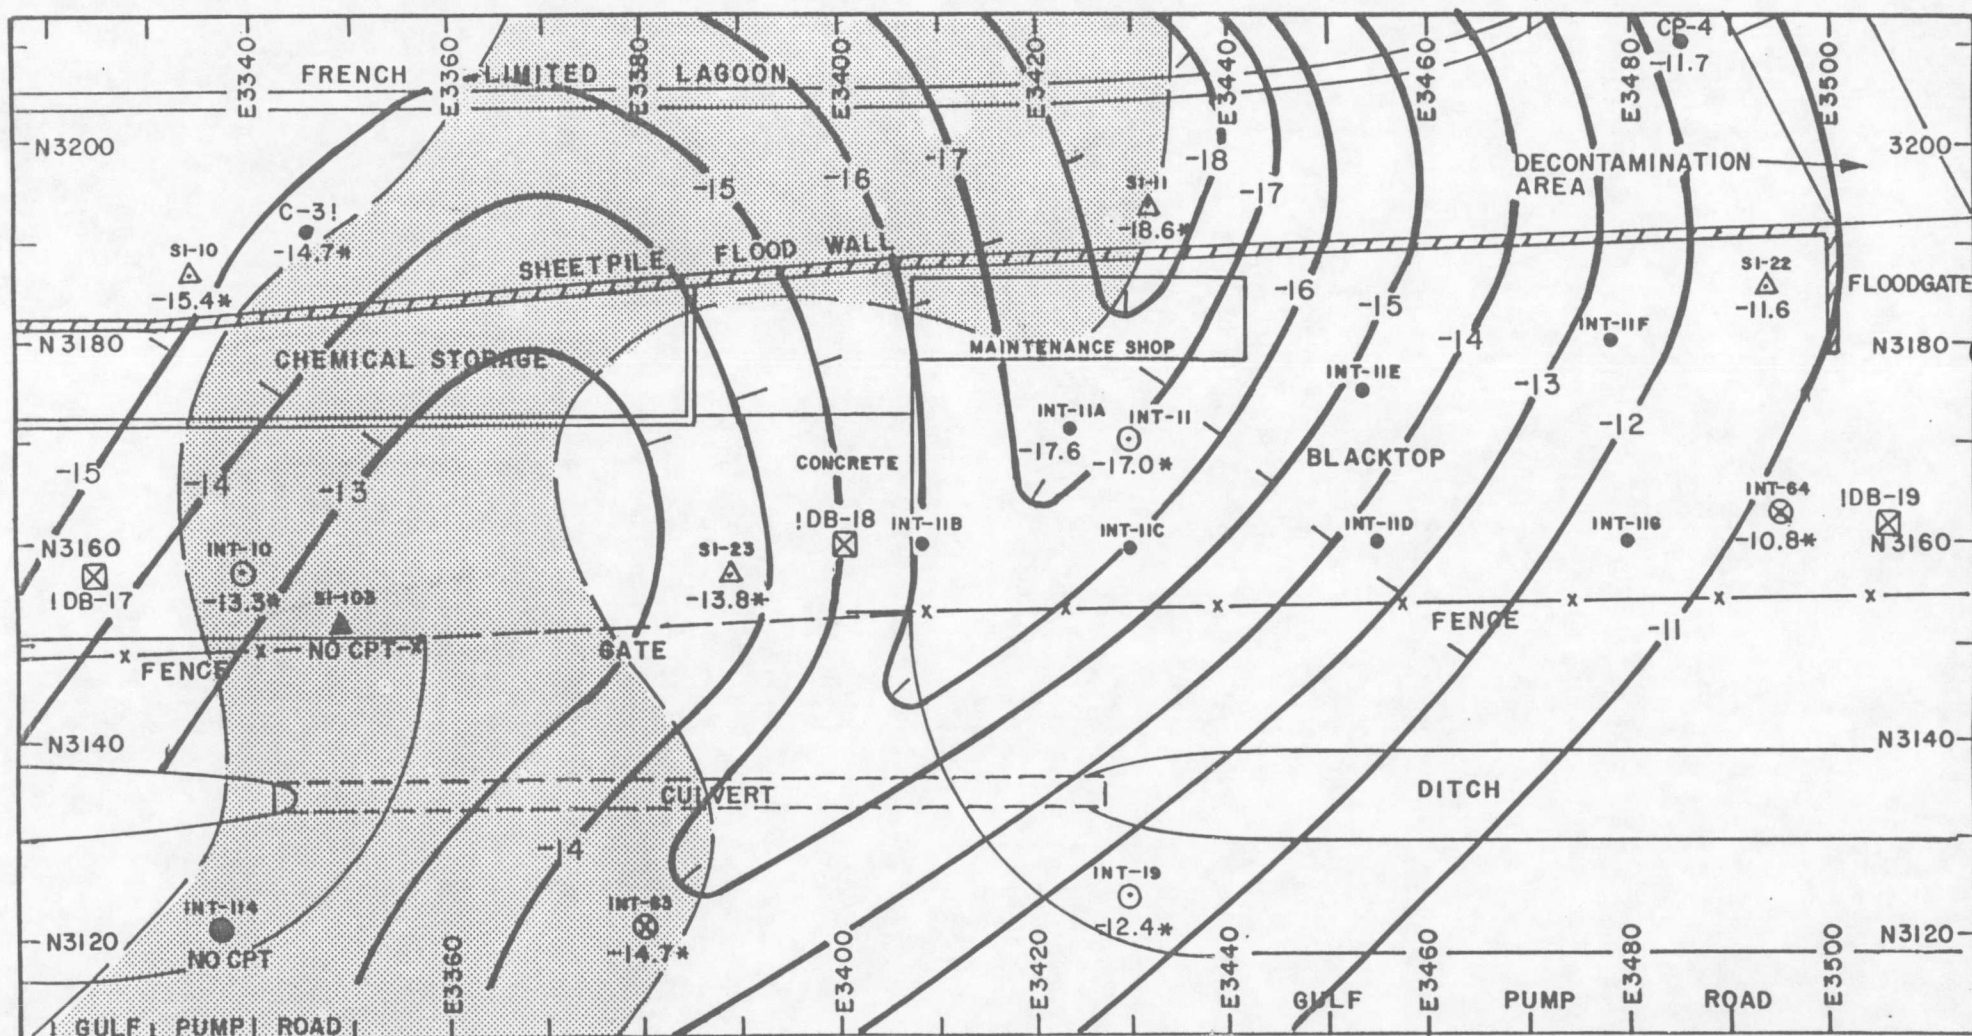 E3340
E3360
E3380
E3400
E3420
E3440
E3460
E3480
E3500
CP-4
-11.7
FRENCH LIMITED LAGOON
N3200
3200
-15
-16
-17
-18
-17
DECONTAMINATION
AREA
SI-11
-18.6*
C-3!
-14.7*
SI-10
-15.4*
SHEETPILE FLOOD WALL
SI-22
-11.6
FLOODGATE
-16
-15
-14
-13
-12
INT-11F
N3180
N3180
CHEMICAL STORAGE
MAINTENANCE SHOP
INT-11E
INT-11A
-17.6
INT-11
-17.0*
BLACKTOP
CONCRETE
-15
-14
-13
INT-64
-10.8*
!DB-19
!DB-18
INT-11B
INT-11C
INT-11D
INT-11G
N3160
N3160
INT-10
-13.3*
SI-103
NO CPT
SI-23
-13.8*
!DB-17
X
X
X
X
X
X
X
X
X
X
FENCE
GATE
FENCE
-11
N3140
N3140
CULVERT
DITCH
-14
INT-19
-12.4*
INT-114
NO CPT
INT-63
-14.7*
N3120
N3120
E3360
E3400
E3420
E3440
E3460
E3480
E3500
GULF PUMP ROAD
GULF PUMP ROAD